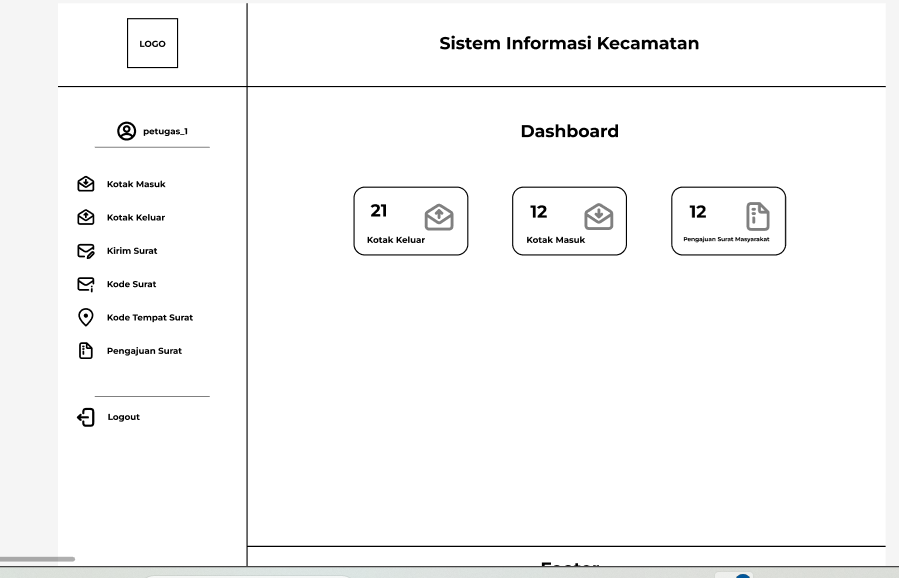 LOGO
Sistem Informasi Kecamatan
petugas_1
Kotak Masuk
Kotak Keluar
Kirim Surat
Kode Surat
Kode Tempat Surat
Pengajuan Surat
Logout
Dashboard
21
Kotak Keluar
12
Kotak Masuk
12
Pengajuan Surat Masyarakat
Footer